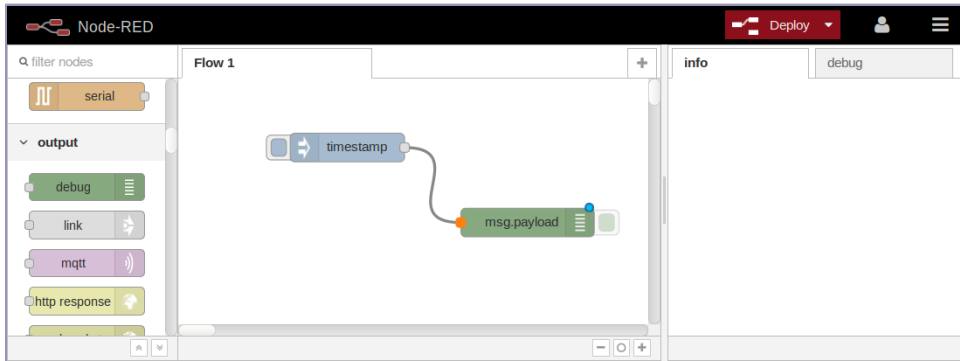 Node-RED
Deploy
filter nodes
Flow 1
info
debug
serial
output
timestamp
debug
msg.payload
link
mqtt
http response